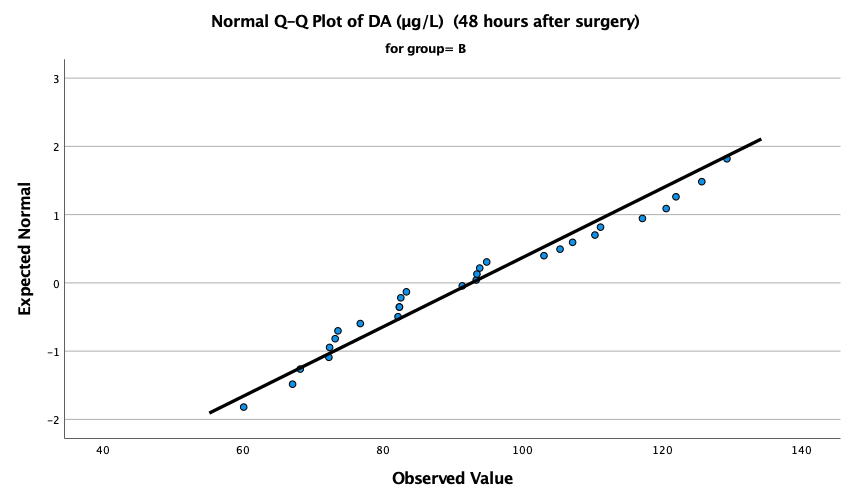 Normal Q-Q Plot of DA (µg/L) (48 hours after surgery)
for group= B
Expected Normal
3
2
1
0
-1
-2
40 60 80 100 120 140
Observed Value